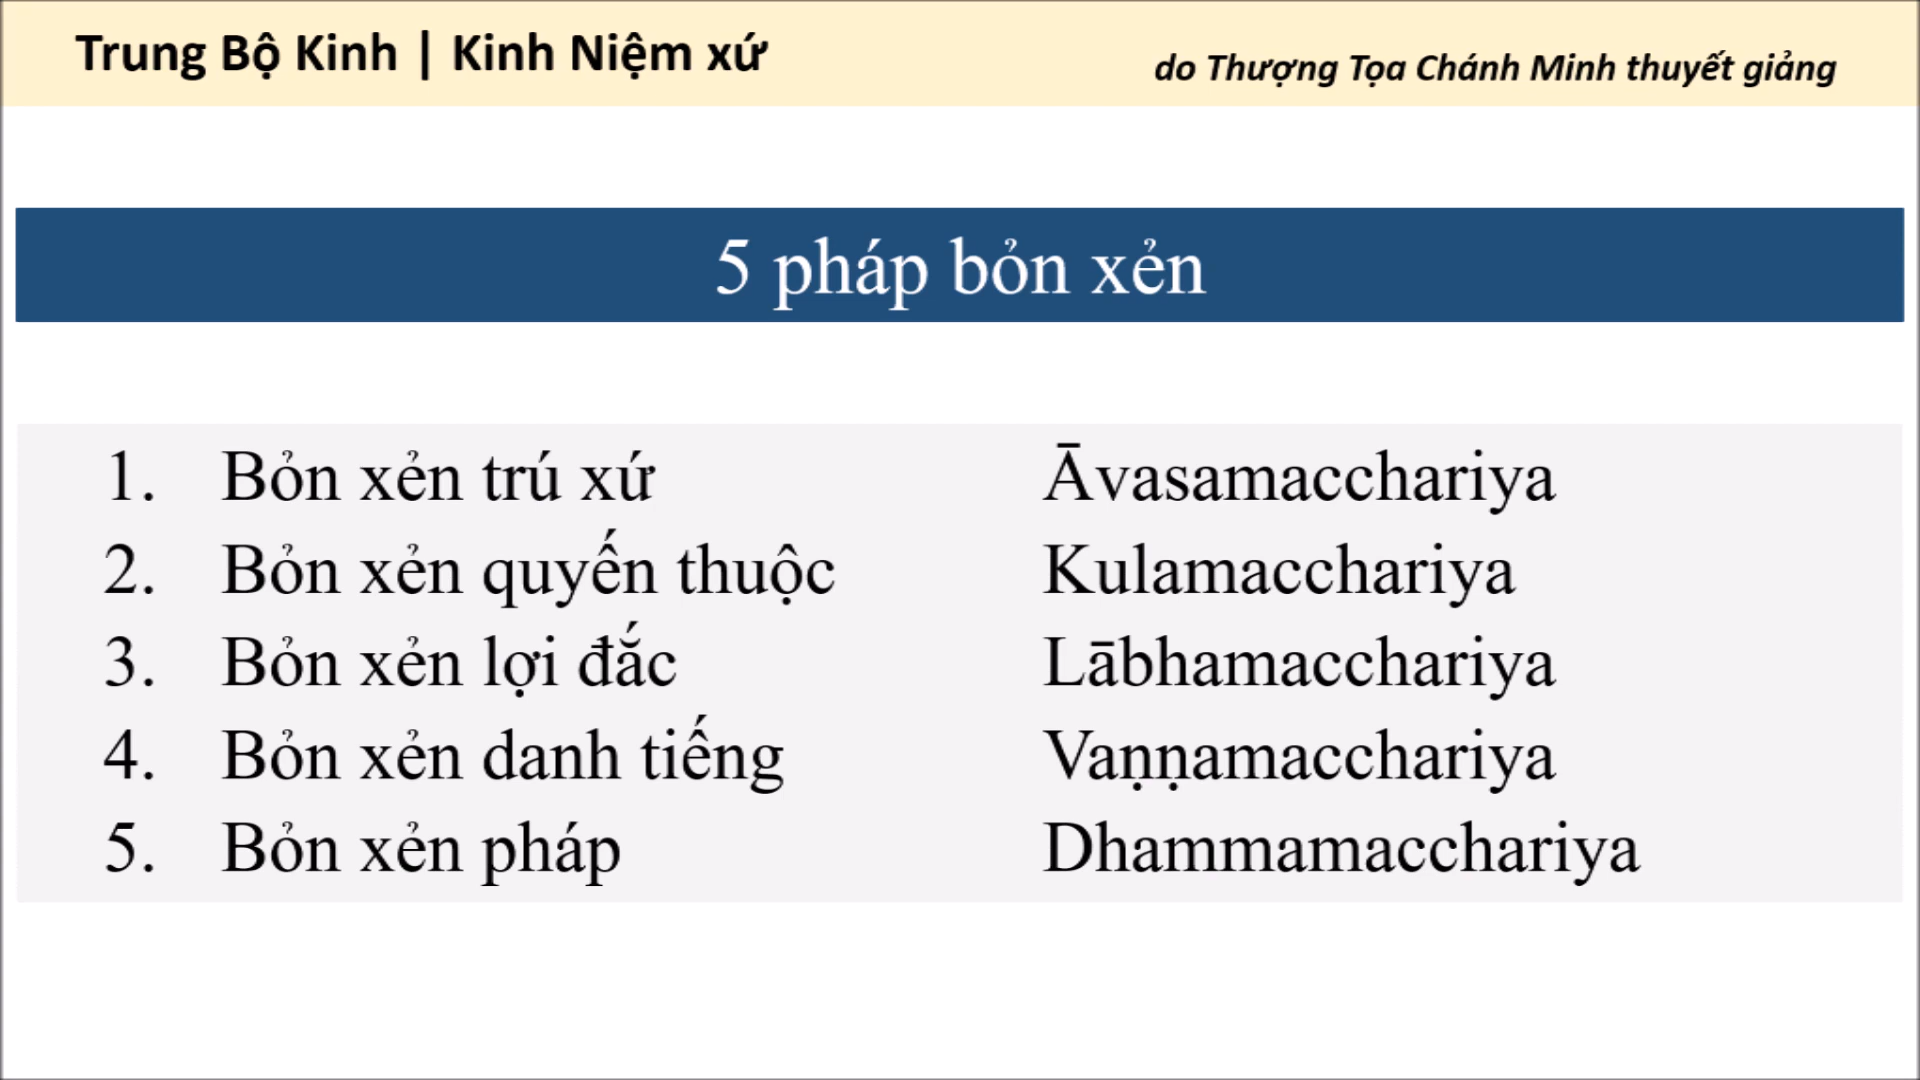 Trung Bộ Kinh | Kinh Niệm xứ
do Thượng Tọa Chánh Minh thuyết giảng
5 pháp bỏn xẻn
1. Bỏn xẻn trú xứ Āvasamacchariya
2. Bỏn xẻn quyến thuộc Kulamacchariya
3. Bỏn xẻn lợi đắc Lābhamacchariya
4. Bỏn xẻn danh tiếng Vaṇṇamacchariya
5. Bỏn xẻn pháp Dhammamacchariya